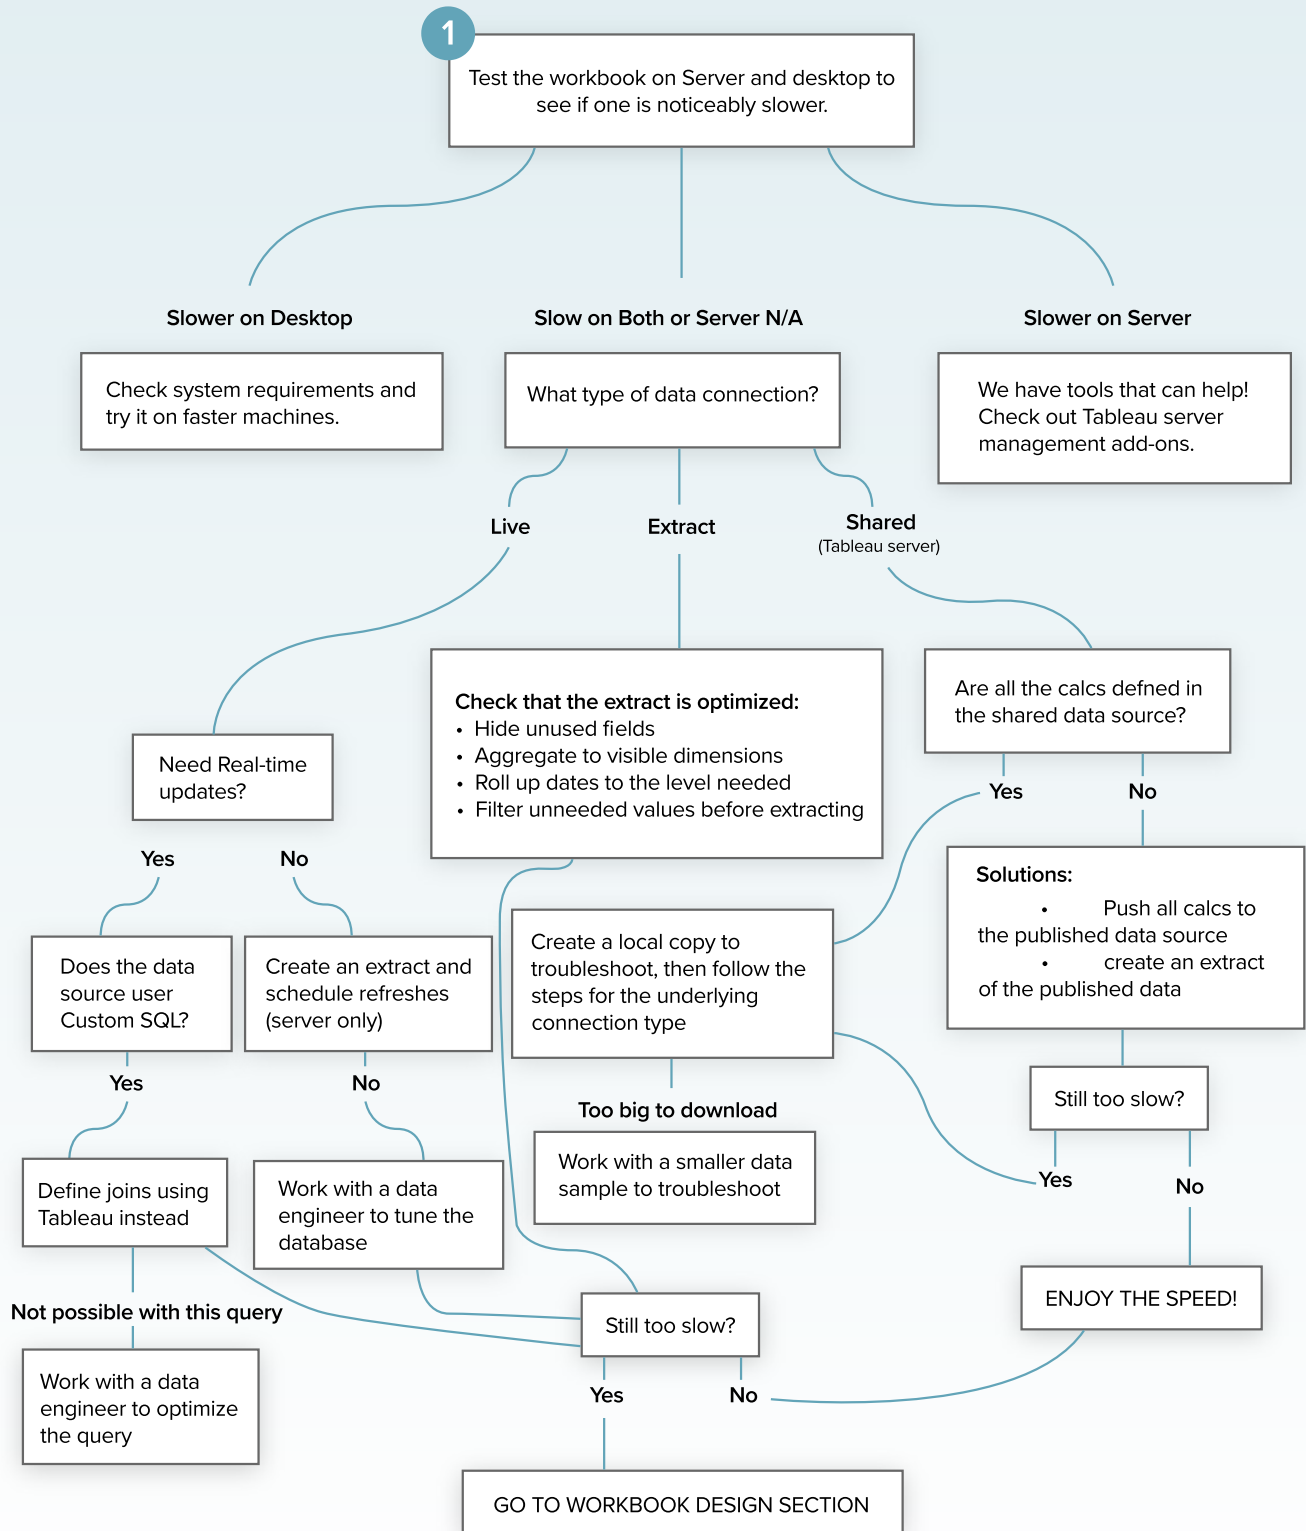 1
Test the workbook on Server and desktop to
see if one is noticeably slower.
Slower on Desktop
Slow on Both or Server N/A
Slower on Server
Check system requirements and
try it on faster machines.
What type of data connection?
We have tools that can help!
Check out Tableau server
management add-ons.
Live
Extract
Shared
(Tableau server)
Need Real-time
updates?
Check that the extract is optimized:
• Hide unused fields
• Aggregate to visible dimensions
• Roll up dates to the level needed
• Filter unneeded values before extracting
Are all the calcs defned in
the shared data source?
Yes
No
Yes
No
Solutions:
• Push all calcs to
the published data source
• create an extract
of the published data
Does the data
source user
Custom SQL?
Create an extract and
schedule refreshes
(server only)
Create a local copy to
troubleshoot, then follow the
steps for the underlying
connection type
Yes
No
Too big to download
Still too slow?
Define joins using
Tableau instead
Work with a data
engineer to tune the
database
Work with a smaller data
sample to troubleshoot
Yes
No
Not possible with this query
Still too slow?
ENJOY THE SPEED!
Work with a data
engineer to optimize
the query
Yes
No
GO TO WORKBOOK DESIGN SECTION